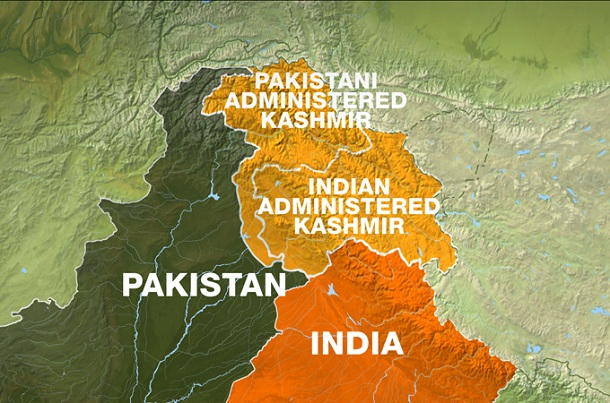 PAKISTANI
ADMINISTERED
KASHMIR
INDIAN
ADMINISTERED
KASHMIR
PAKISTAN
INDIA